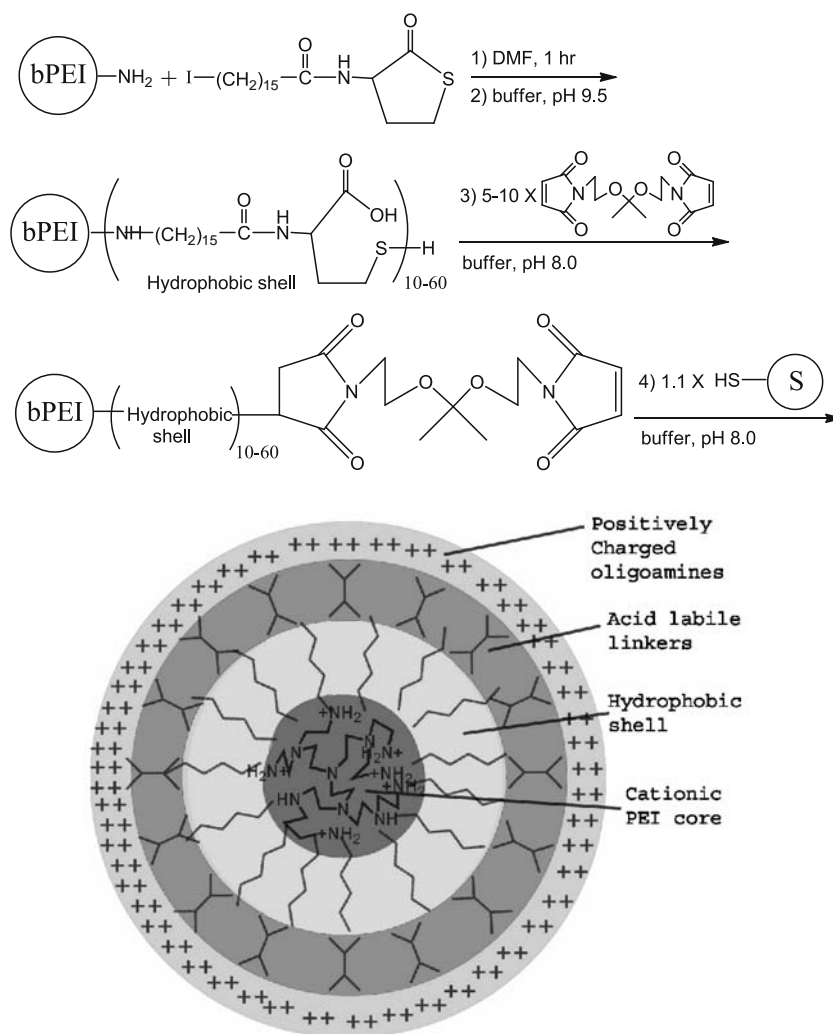 bPEI
NH2 + I (CH2)15 C N H O O S
1) DMF, 1 hr
2) buffer, pH 9.5
bPEI
NH (CH2)15 C O H N O OH S H
Hydrophobic shell
10-60
3) 5-10 X
O N O O O N O O
buffer, pH 8.0
bPEI
Hydrophobic
shell
10-60
O N O O O O N O
4) 1.1 X HS S
buffer, pH 8.0
Positively
Charged
oligoamines
Acid labile
linkers
Hydrophobic
shell
Cationic
PEI core